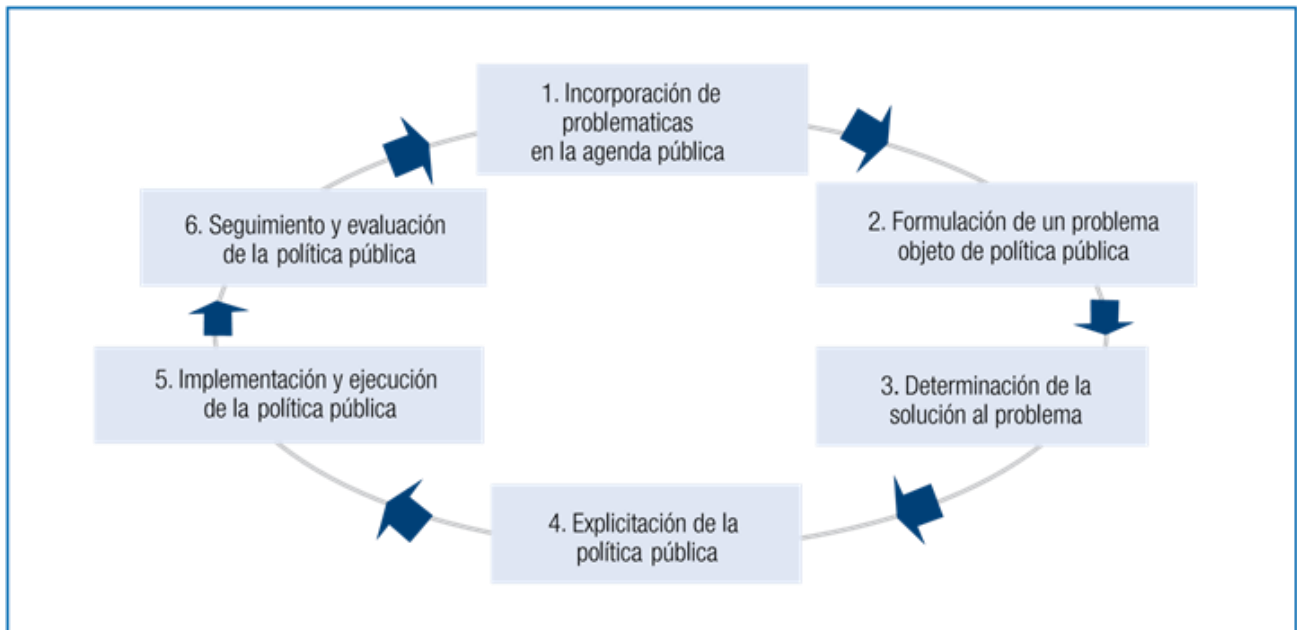 1. Incorporación de
problematicas
en la agenda pública
2. Formulación de un problema
objeto de política pública
3. Determinación de la
solución al problema
4. Explicitación de la
política pública
5. Implementación y ejecución
de la política pública
6. Seguimiento y evaluación
de la política pública